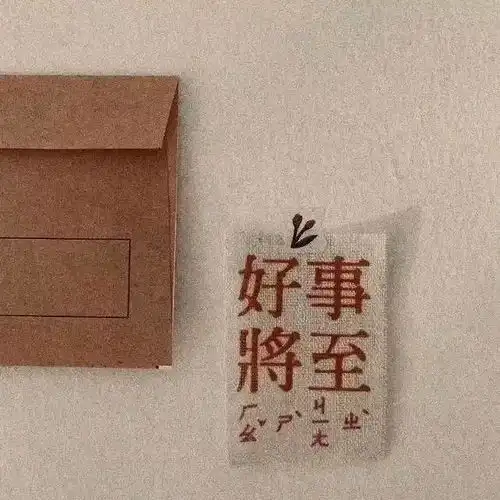 好事
將至
ㄏㄠˇ ㄕˋ ㄐㄧㄤ ㄓˋ